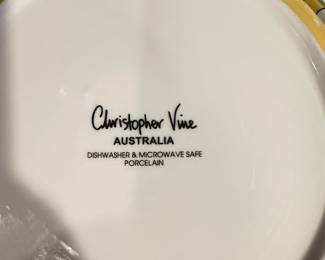 Christopher Vine
AUSTRALIA
DISHWASHER & MICROWAVE SAFE
PORCELAIN